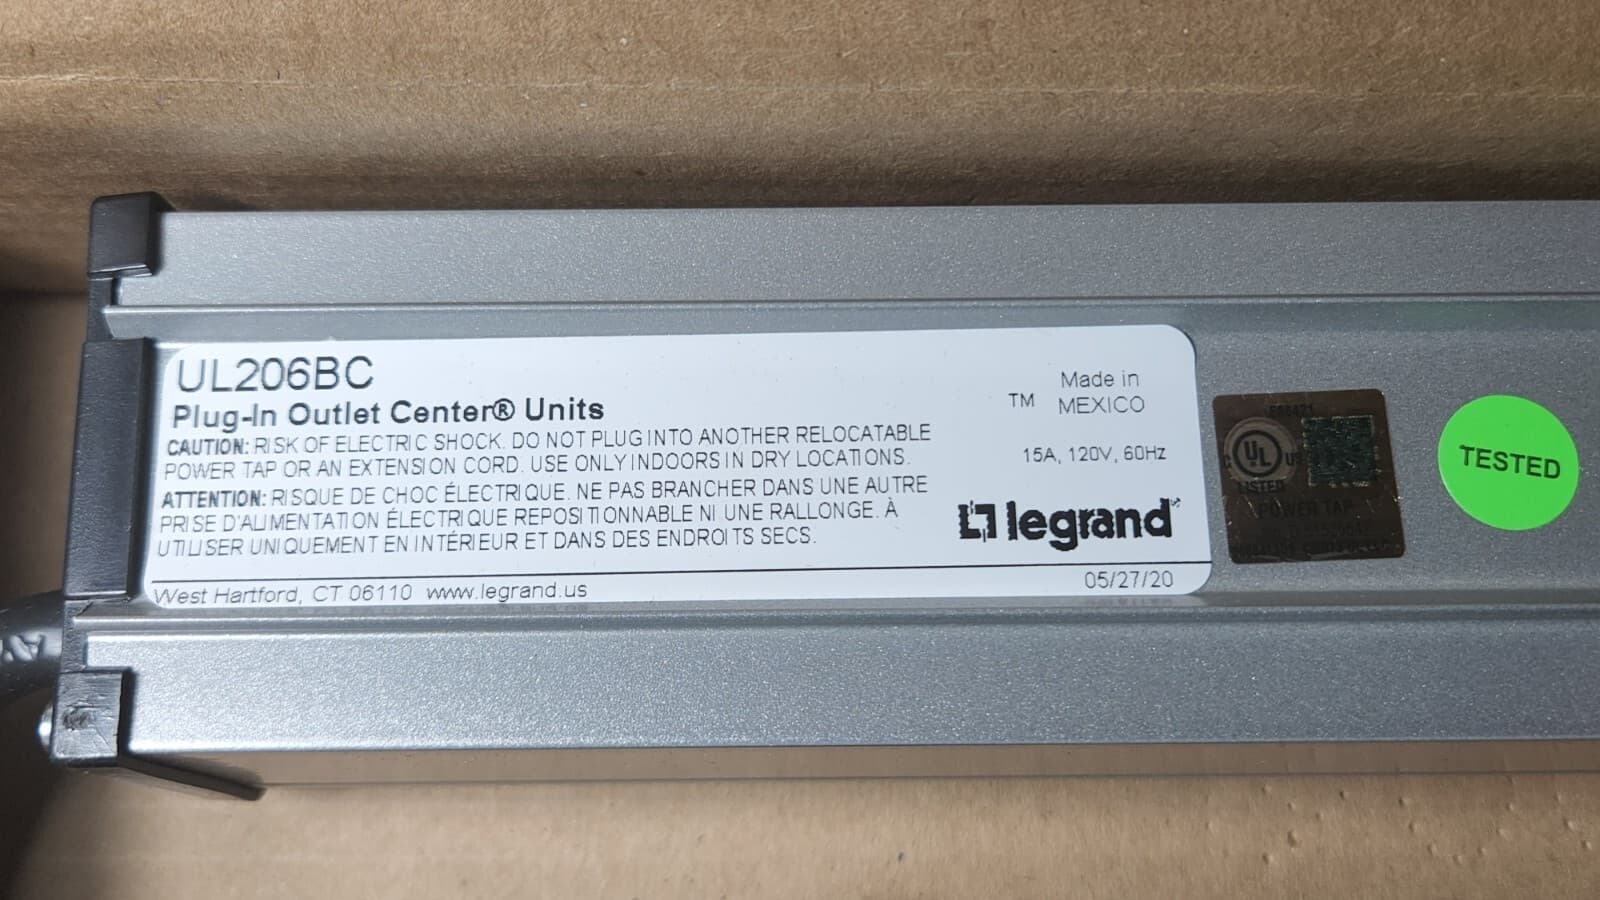 UL206BC
Plug-In Outlet Center® Units
CAUTION: RISK OF ELECTRIC SHOCK. DO NOT PLUG INTO ANOTHER RELOCATABLE
POWER TAP OR AN EXTENSION CORD. USE ONLY INDOORS IN DRY LOCATIONS.
ATTENTION: RISQUE DE CHOC ÉLECTRIQUE. NE PAS BRANCHER DANS UNE AUTRE
PRISE D'ALIMENTATION ÉLECTRIQUE REPOSITIONNABLE NI UNE RALLONGE. À
UTILISER UNIQUEMENT EN INTÉRIEUR ET DANS DES ENDROITS SECS.
West Hartford, CT 06110 www.legrand.us
Made in
TM MEXICO
15A, 120V, 60Hz
legrand
05/27/20
C UL US
LISTED
POWER TAP
TESTED